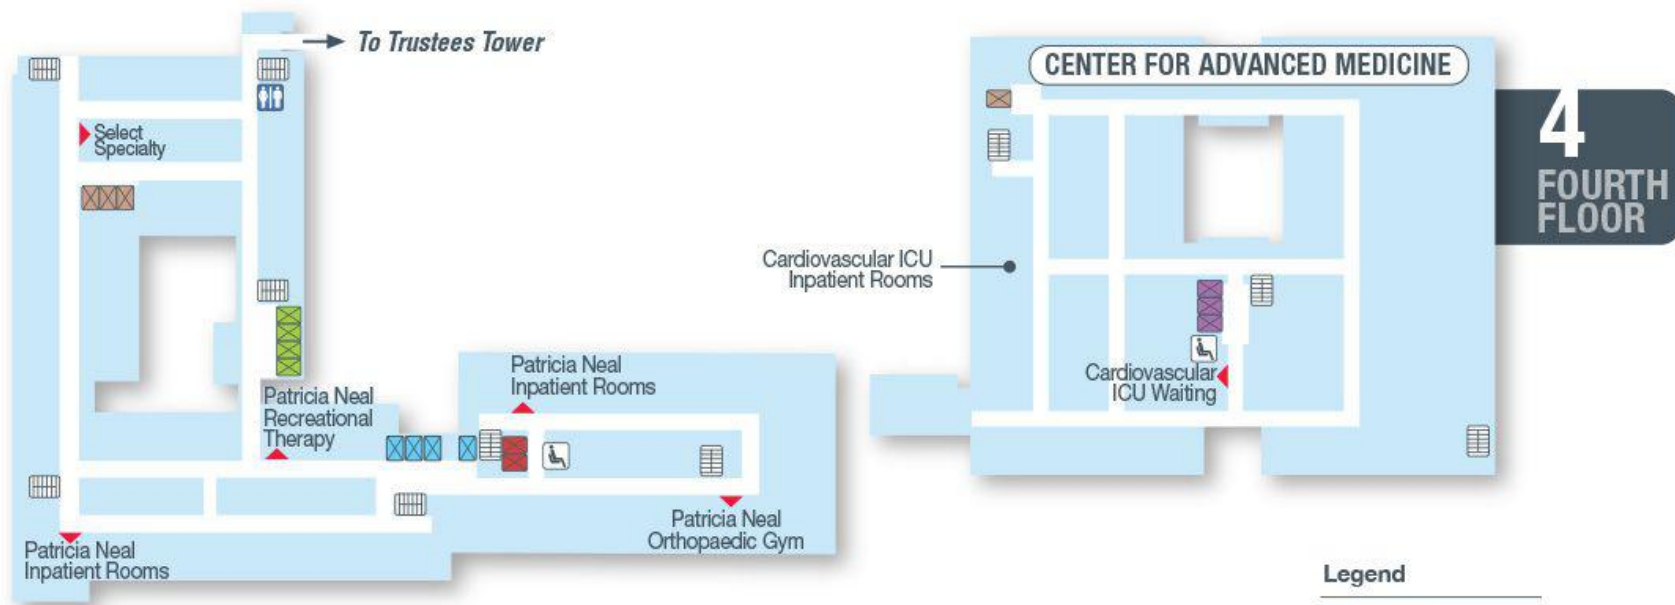 To Trustees Tower
Select
Specialty
Patricia Neal
Recreational
Therapy
Patricia Neal
Inpatient Rooms
Patricia Neal
Orthopaedic Gym
Patricia Neal
Inpatient Rooms
CENTER FOR ADVANCED MEDICINE
Cardiovascular ICU
Inpatient Rooms
Cardiovascular
ICU Waiting
4
FOURTH
FLOOR
Legend